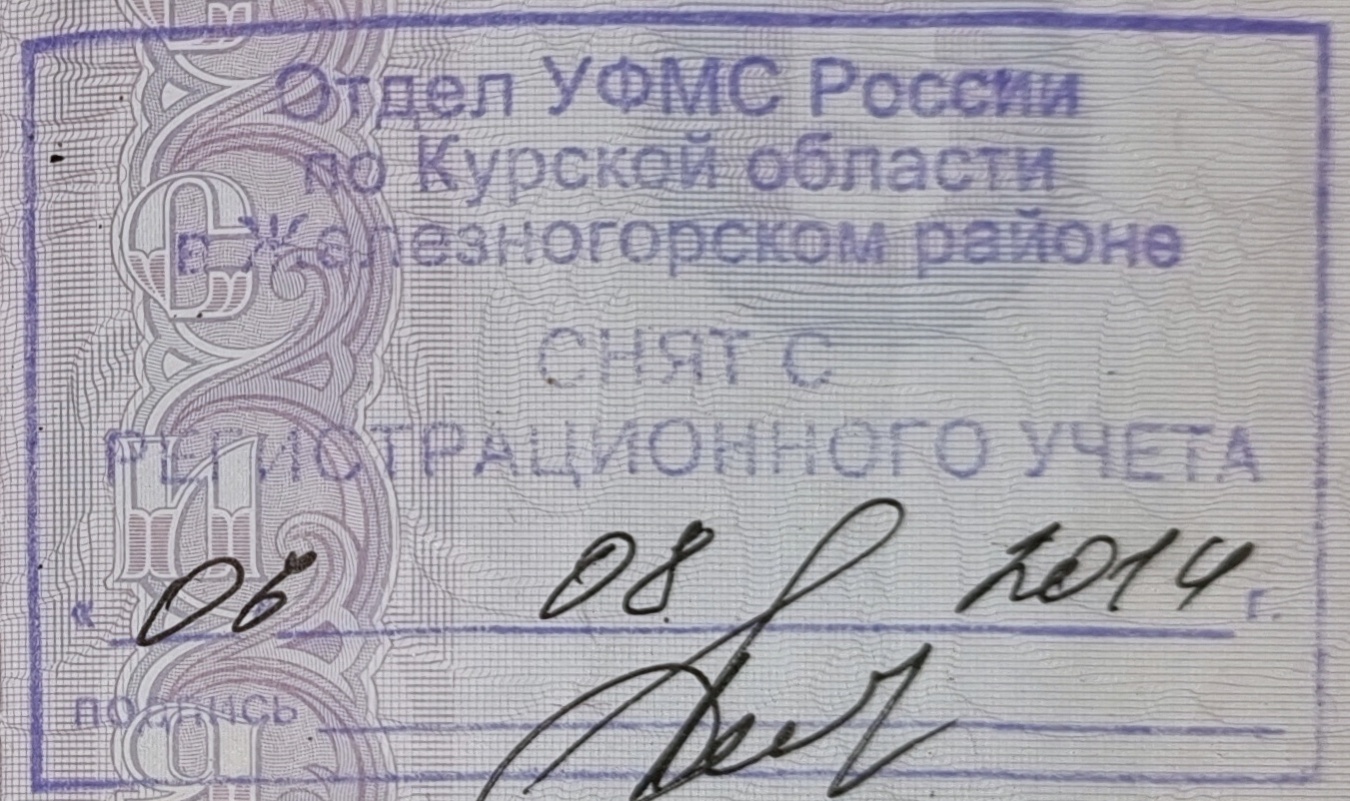 Отдел УФМС России
по Курской области
в Железногорском районе
СНЯТ С
РЕГИСТРАЦИОННОГО УЧЕТА
« 06 08 2014 г.
подпись